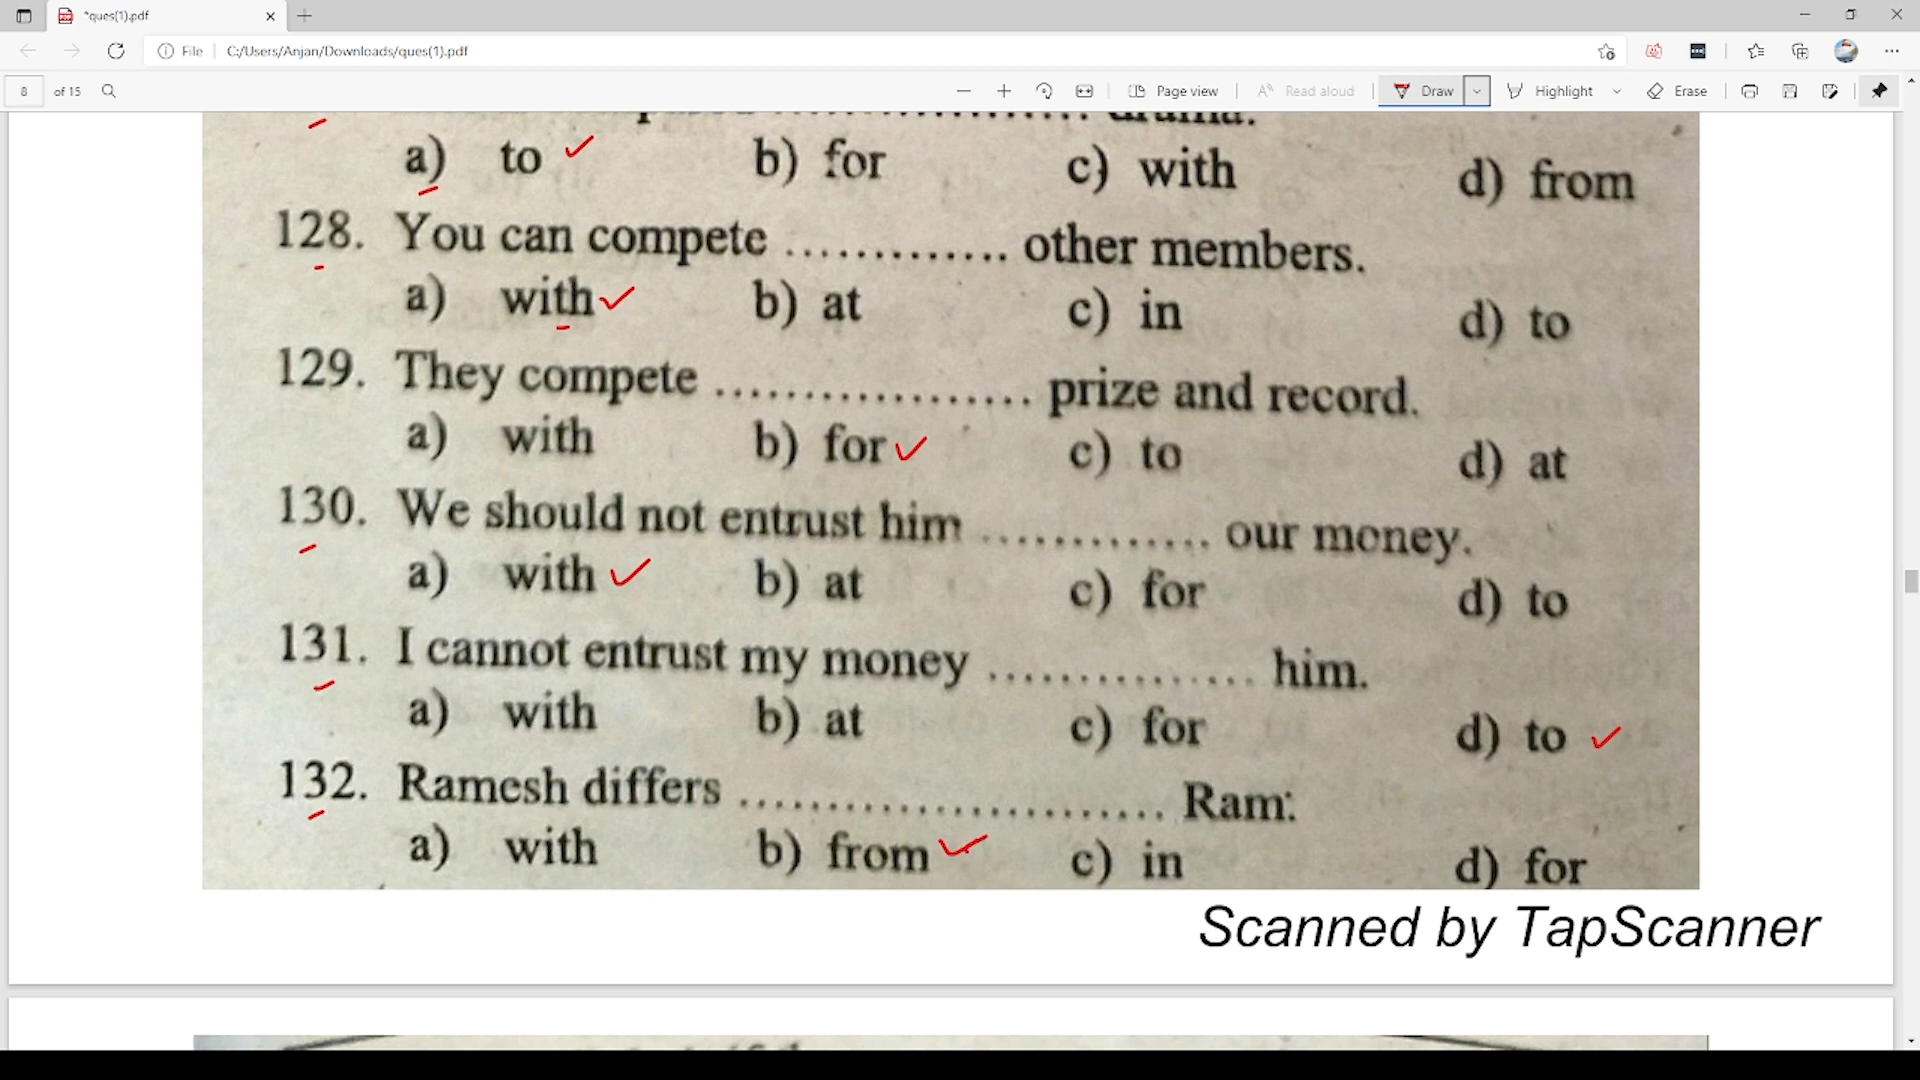 *ques(1).pdf
File C:/Users/Anjan/Downloads/ques(1).pdf
8 of 15 Page view Read aloud Draw Highlight Erase
drama.
a) to b) for c) with d) from
128. You can compete ............. other members.
a) with b) at c) in d) to
129. They compete .................. prize and record.
a) with b) for c) to d) at
130. We should not entrust him ............. our money.
a) with b) at c) for d) to
131. I cannot entrust my money ............... him.
a) with b) at c) for d) to
132. Ramesh differs ........................ Ram.
a) with b) from c) in d) for
Scanned by TapScanner